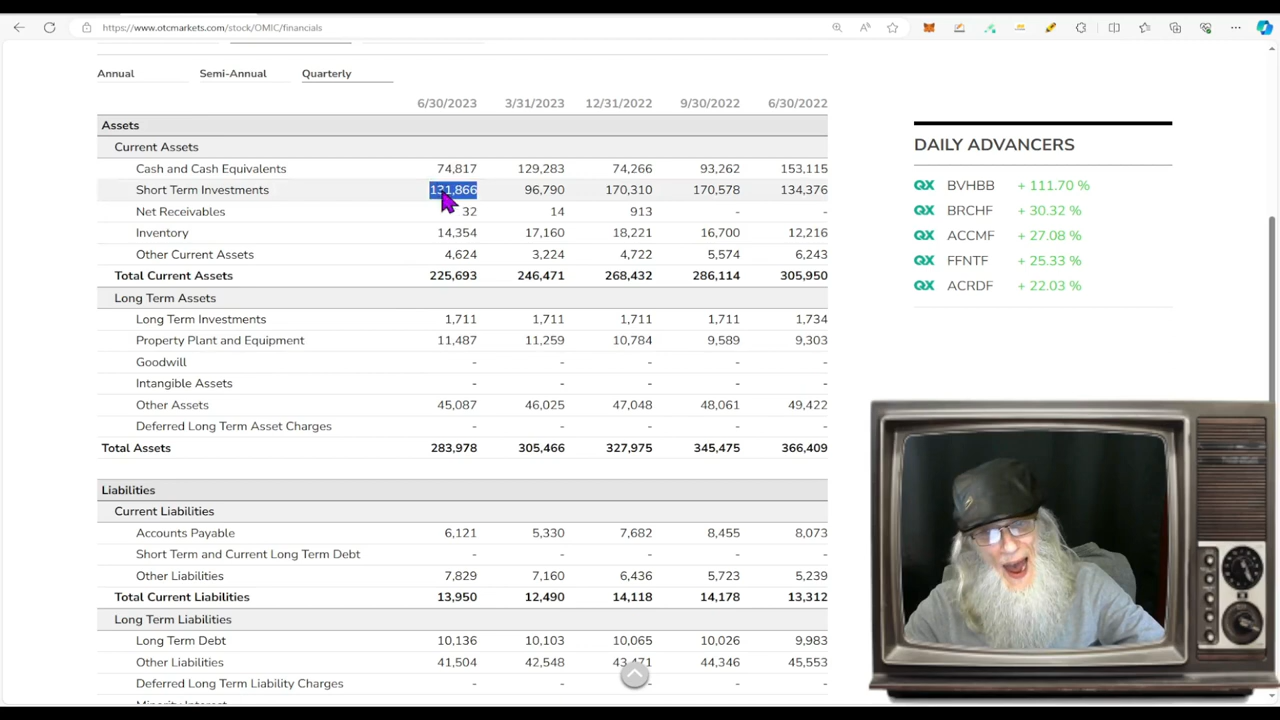 https://www.otcmarkets.com/stock/OMIC/financials
Annual Semi-Annual Quarterly
6/30/2023 3/31/2023 12/31/2022 9/30/2022 6/30/2022
Assets
Current Assets
Cash and Cash Equivalents 74,817 129,283 74,266 93,262 153,115
Short Term Investments 131,866 96,790 170,310 170,578 134,376
Net Receivables 32 14 913 - -
Inventory 14,354 17,160 18,221 16,700 12,216
Other Current Assets 4,624 3,224 4,722 5,574 6,243
Total Current Assets 225,693 246,471 268,432 286,114 305,950
Long Term Assets
Long Term Investments 1,711 1,711 1,711 1,711 1,734
Property Plant and Equipment 11,487 11,259 10,784 9,589 9,303
Goodwill - - - - -
Intangible Assets - - - - -
Other Assets 45,087 46,025 47,048 48,061 49,422
Deferred Long Term Asset Charges - - - - -
Total Assets 283,978 305,466 327,975 345,475 366,409
Liabilities
Current Liabilities
Accounts Payable 6,121 5,330 7,682 8,455 8,073
Short Term and Current Long Term Debt - - - - -
Other Liabilities 7,829 7,160 6,436 5,723 5,239
Total Current Liabilities 13,950 12,490 14,118 14,178 13,312
Long Term Liabilities
Long Term Debt 10,136 10,103 10,065 10,026 9,983
Other Liabilities 41,504 42,548 43,471 44,346 45,553
Deferred Long Term Liability Charges - - - - -
Minority Interest
DAILY ADVANCERS
QX BVHBB + 111.70 %
QX BRCHF + 30.32 %
QX ACCMF + 27.08 %
QX FFNTF + 25.33 %
QX ACRDF + 22.03 %